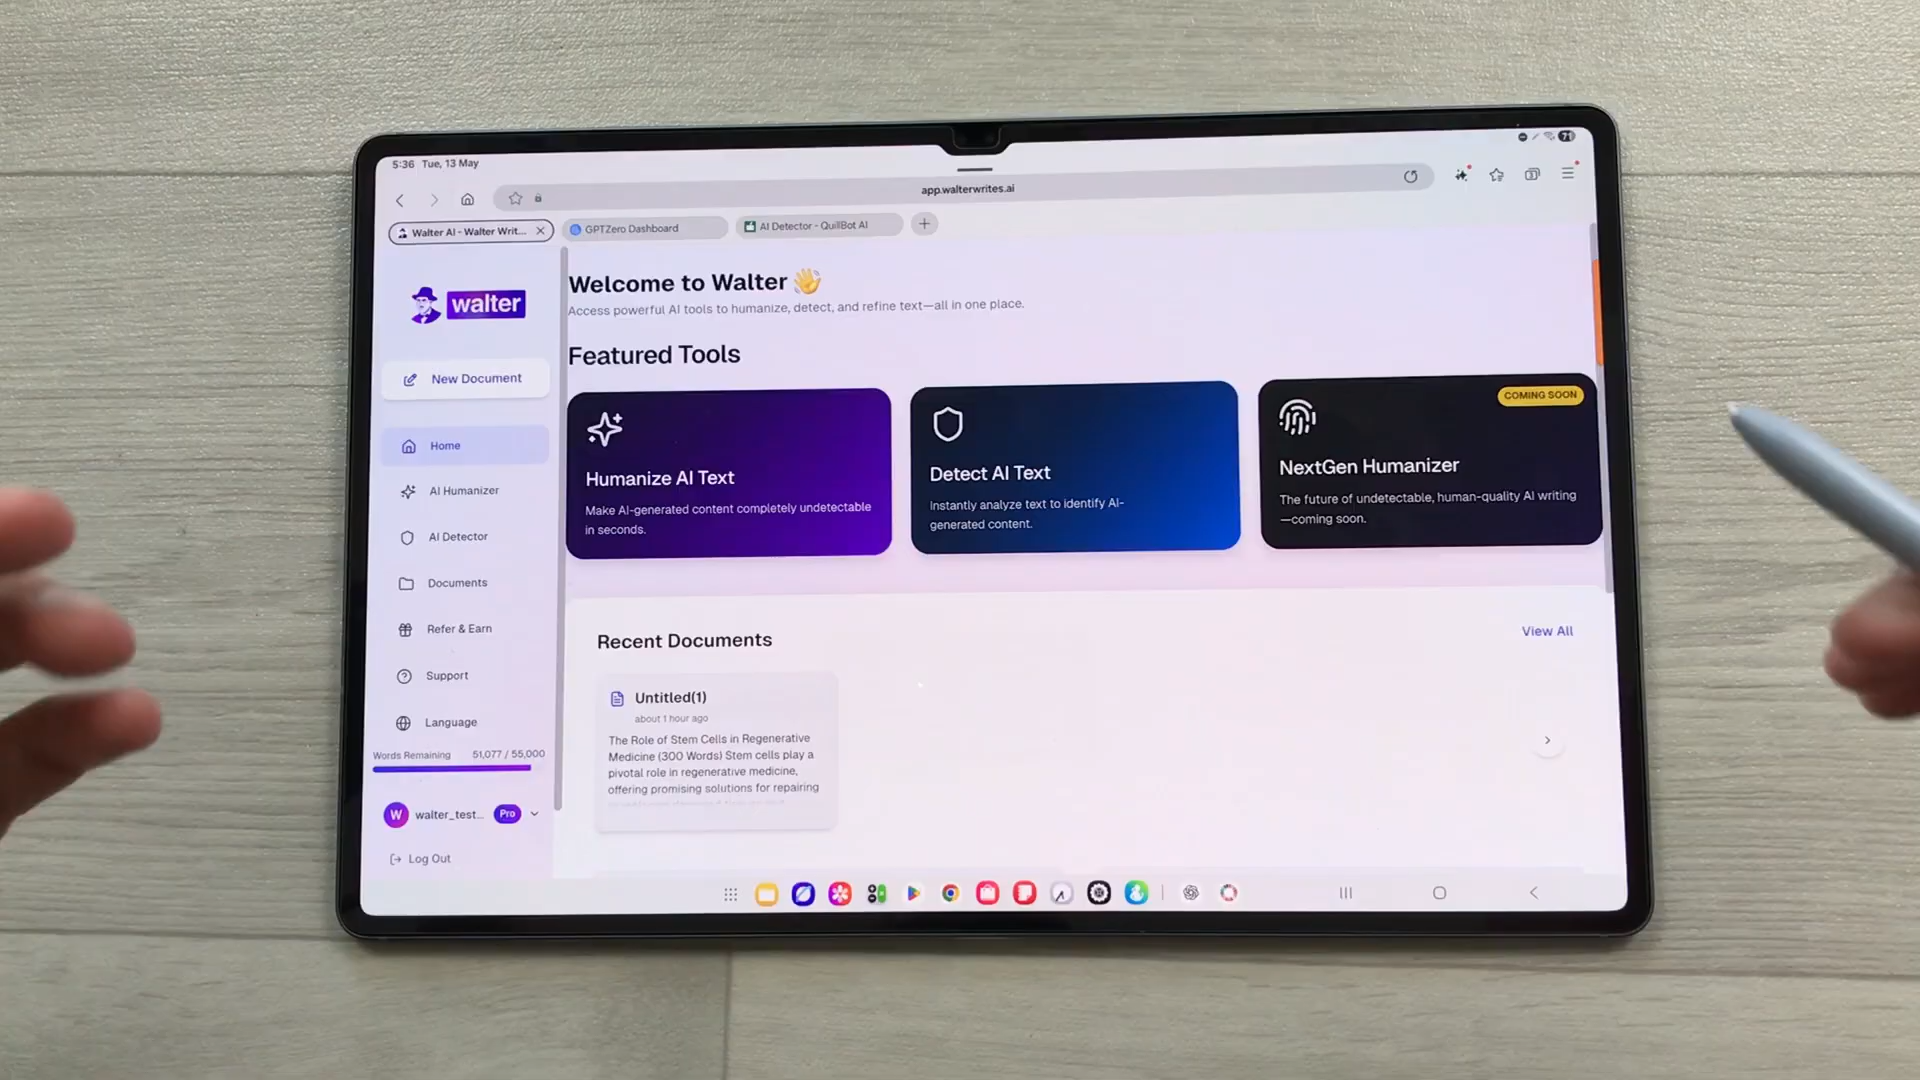 5:36 Tue, 13 May
71
app.walterwrites.ai
Walter AI - Walter Writ...
GPTZero Dashboard
AI Detector - QuillBot AI
walter
New Document
Home
AI Humanizer
AI Detector
Documents
Refer & Earn
Support
Language
Words Remaining 51,077 / 55,000
W walter_test... Pro
Log Out
Welcome to Walter 👋
Access powerful AI tools to humanize, detect, and refine text—all in one place.
Featured Tools
Humanize AI Text
Make AI-generated content completely undetectable
in seconds.
Detect AI Text
Instantly analyze text to identify AI-
generated content.
COMING SOON
NextGen Humanizer
The future of undetectable, human-quality AI writing
—coming soon.
Recent Documents
View All
Untitled(1)
about 1 hour ago
The Role of Stem Cells in Regenerative
Medicine (300 Words) Stem cells play a
pivotal role in regenerative medicine,
offering promising solutions for repairing